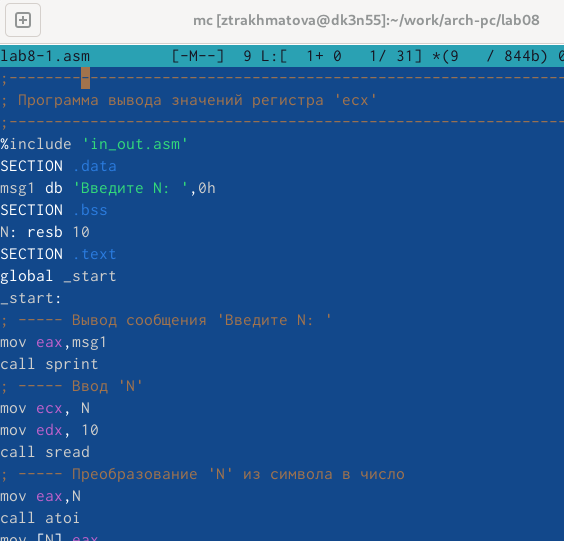 mc [ztrakhmatova@dk3n55]:~/work/arch-pc/lab08
lab8-1.asm [-M--] 9 L:[ 1+ 0 1/ 31] *(9 / 844b) 0
;---------------------------------------------------------------
; Программа вывода значений регистра 'ecx'
;---------------------------------------------------------------
%include 'in_out.asm'
SECTION .data
msg1 db 'Введите N: ',0h
SECTION .bss
N: resb 10
SECTION .text
global _start
_start:
; ----- Вывод сообщения 'Введите N: '
mov eax,msg1
call sprint
; ----- Ввод 'N'
mov ecx, N
mov edx, 10
call sread
; ----- Преобразование 'N' из символа в число
mov eax,N
call atoi
mov [N],eax